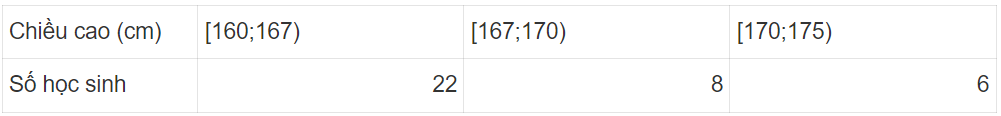 Chiều cao (cm) [160;167) [167;170) [170;175)
Số học sinh 22 8 6